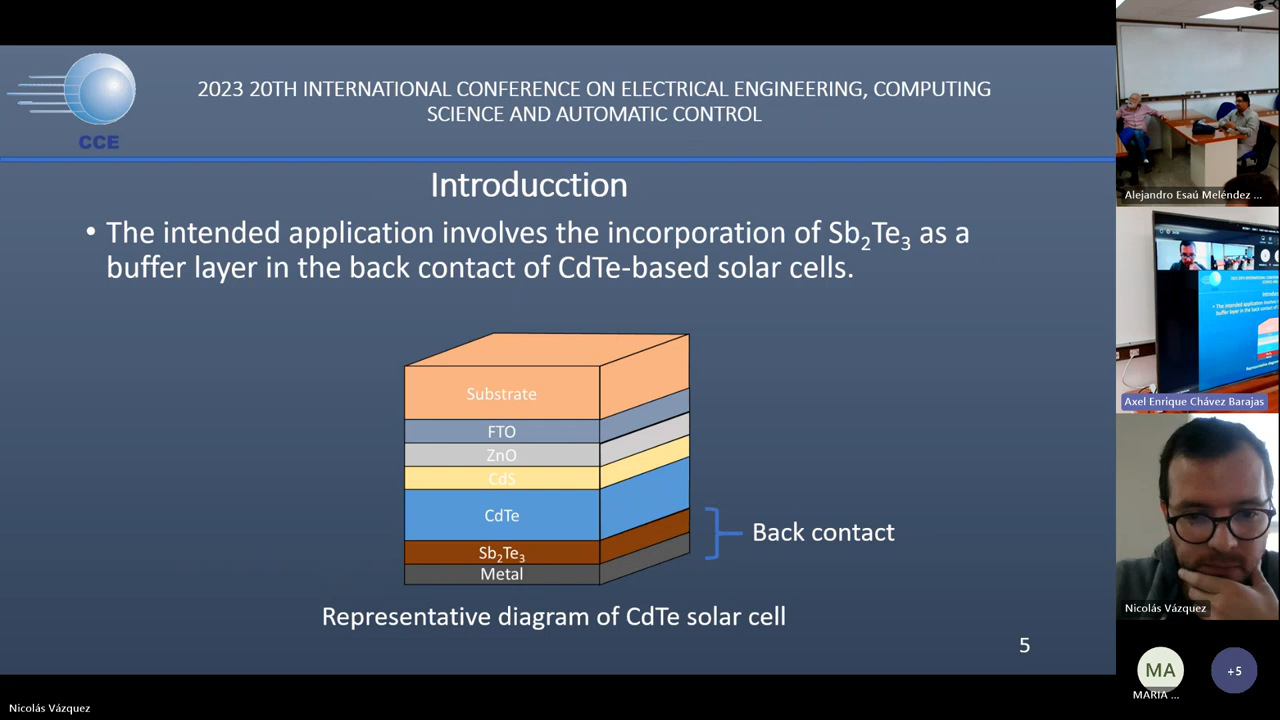 2023 20TH INTERNATIONAL CONFERENCE ON ELECTRICAL ENGINEERING, COMPUTING
SCIENCE AND AUTOMATIC CONTROL
CCE
Introducction
• The intended application involves the incorporation of Sb₂Te₃ as a
buffer layer in the back contact of CdTe-based solar cells.
Substrate
FTO
ZnO
CdS
CdTe
Sb₂Te₃
Metal
Back contact
Representative diagram of CdTe solar cell
5
Nicolás Vázquez
Alejandro Esaú Meléndez ...
Axel Enrique Chávez Barajas
Nicolás Vázquez
MA
MARIA ...
+5